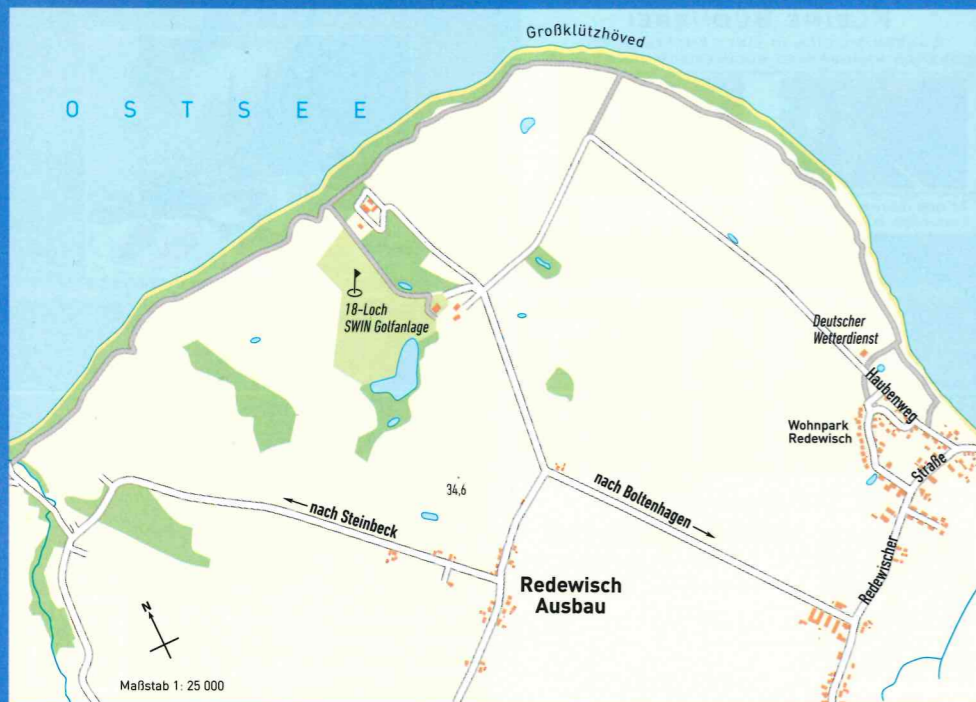 Großklützhöved
O S T S E E
18-Loch
SWIN Golfanlage
Deutscher
Wetterdienst
Haubenweg
Wohnpark
Redewisch
Straße
nach Boltenhagen
34,6
nach Steinbeck
Redewischer
Redewisch
Ausbau
N
Maßstab 1: 25 000